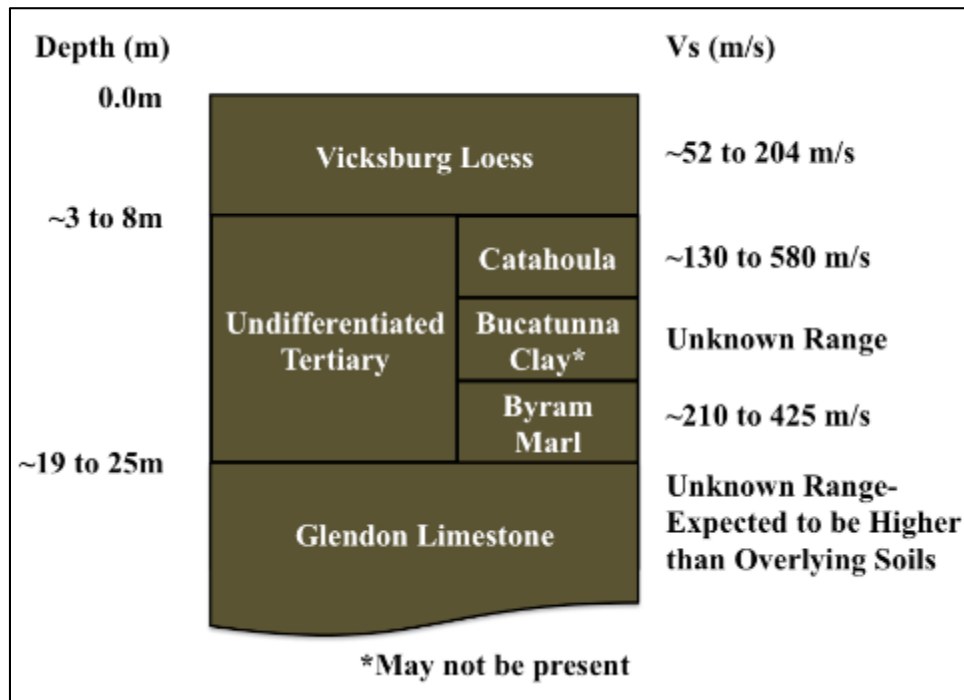 Depth (m)
Vs (m/s)
0.0m
Vicksburg Loess
~52 to 204 m/s
~3 to 8m
Undifferentiated
Tertiary
Catahoula
~130 to 580 m/s
Bucatunna
Clay*
Unknown Range
Byram
Marl
~210 to 425 m/s
~19 to 25m
Glendon Limestone
Unknown Range-
Expected to be Higher
than Overlying Soils
*May not be present